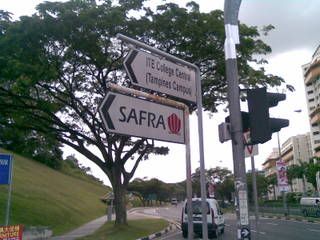 ITE College Central
(Tampines Campus)
SAFRA